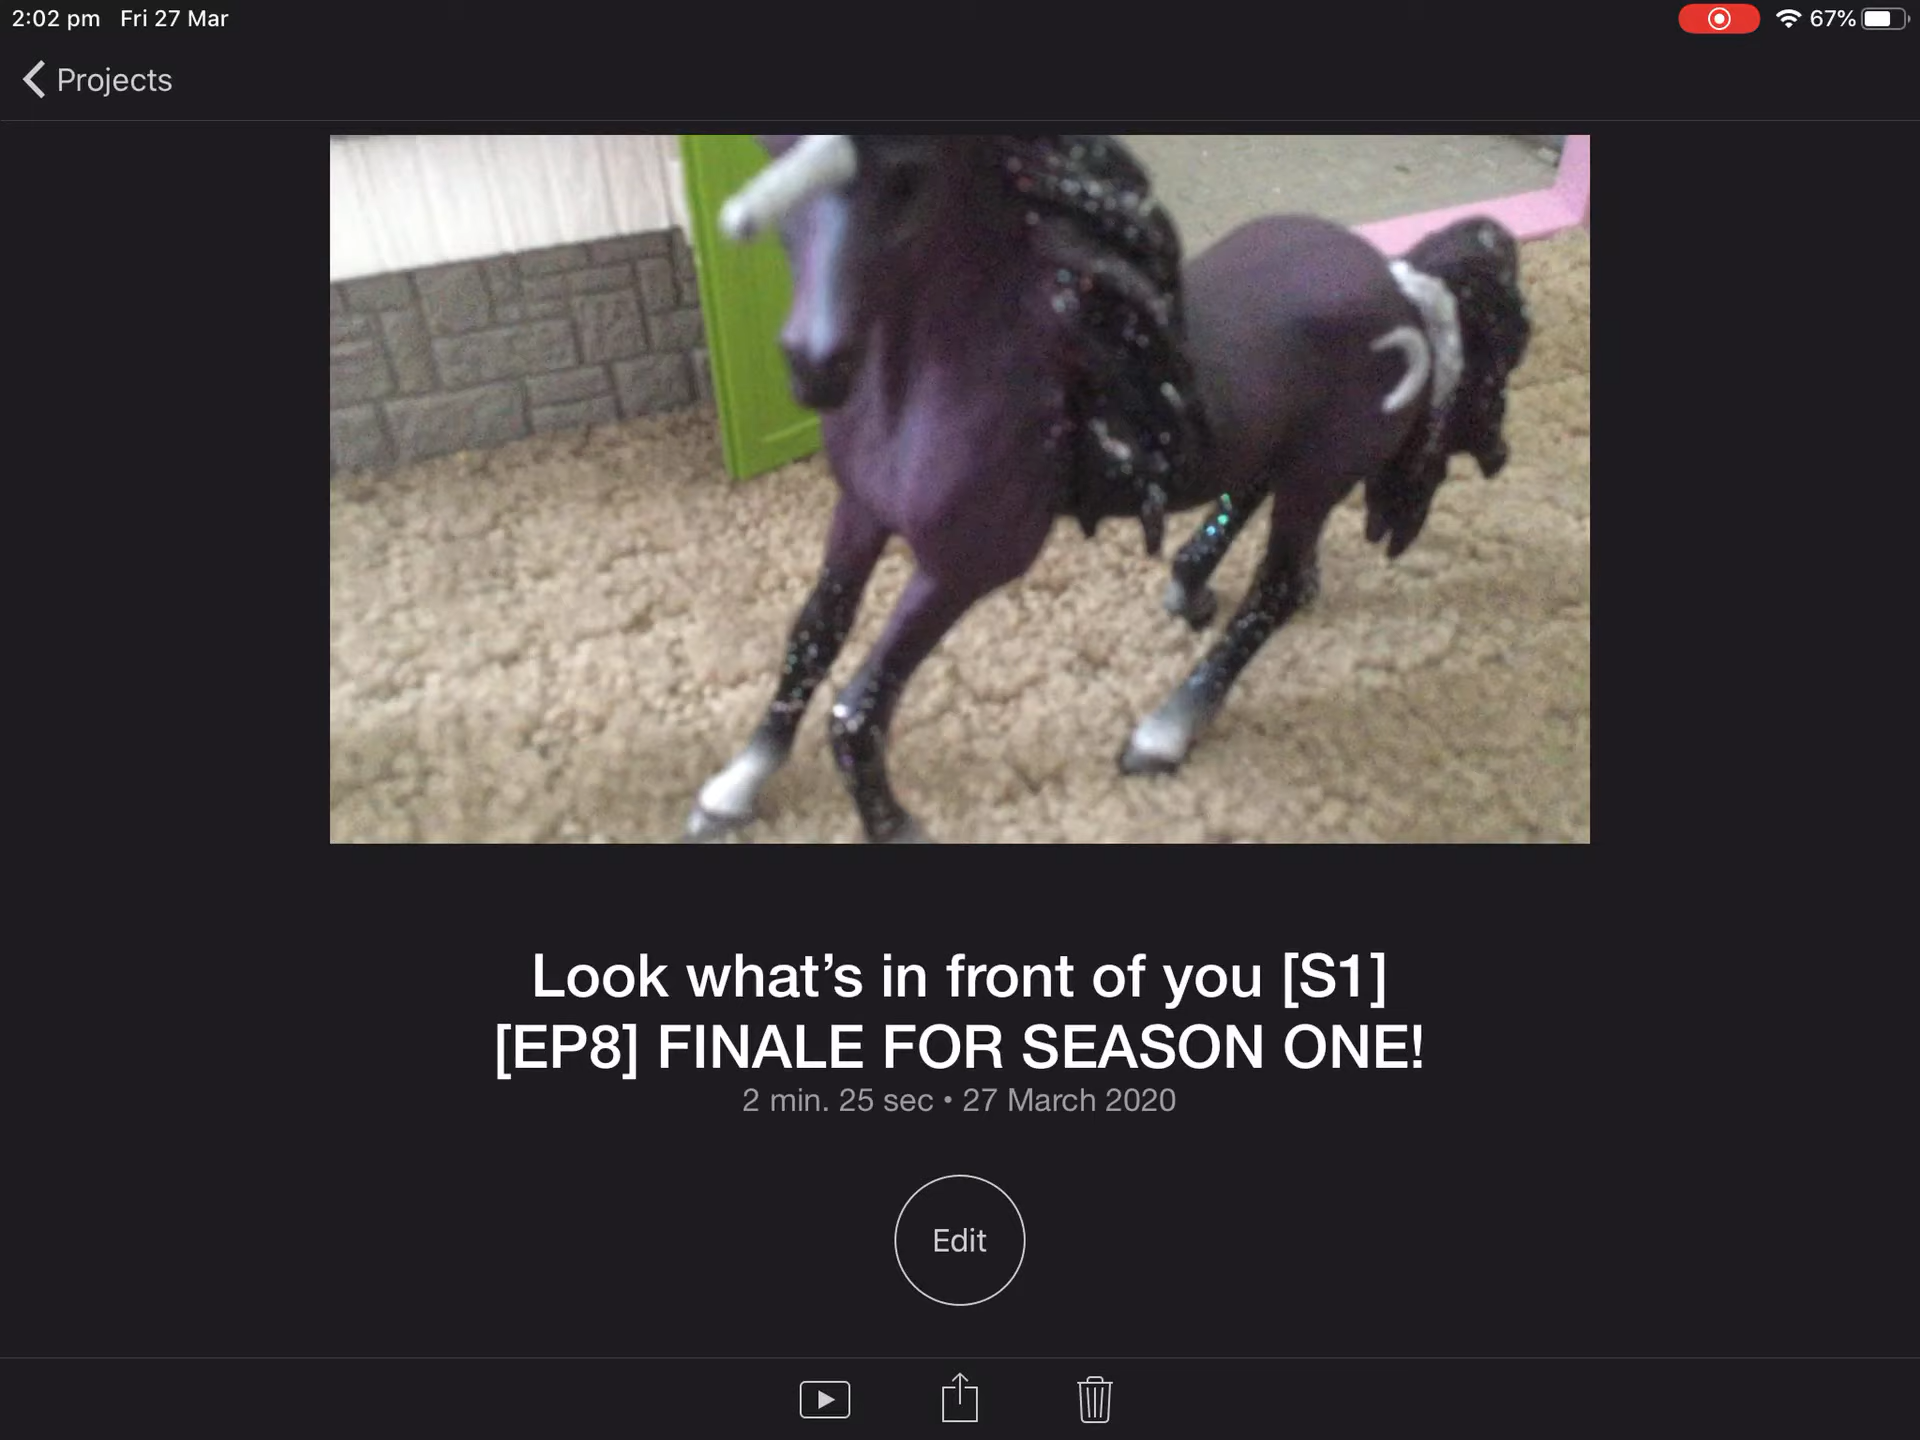 2:02 pm Fri 27 Mar 67%
Projects
Look what’s in front of you [S1]
[EP8] FINALE FOR SEASON ONE!
2 min. 25 sec • 27 March 2020
Edit